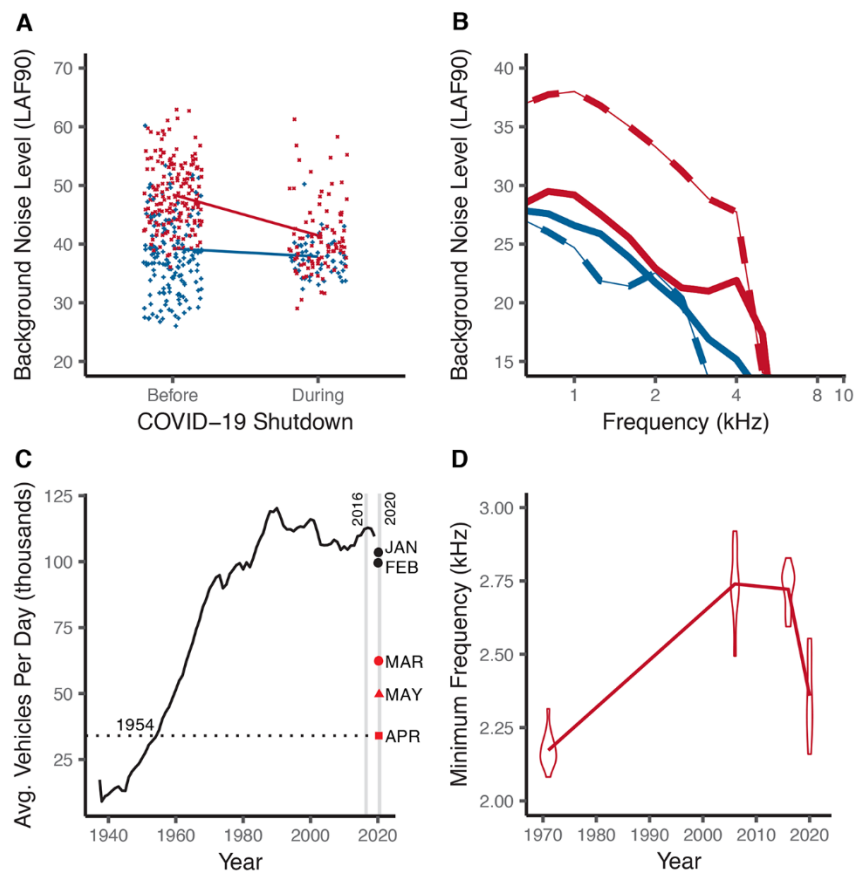 A
Background Noise Level (LAF90)
70
60
50
40
30
20
Before
During
COVID−19 Shutdown
B
Background Noise Level (LAF90)
40
35
30
25
20
15
1
2
4
8
10
Frequency (kHz)
C
Avg. Vehicles Per Day (thousands)
125
100
75
50
25
1954
2016
2020
JAN
FEB
MAR
MAY
APR
1940
1960
1980
2000
2020
Year
D
Minimum Frequency (kHz)
3.00
2.75
2.50
2.25
2.00
1970
1980
1990
2000
2010
2020
Year